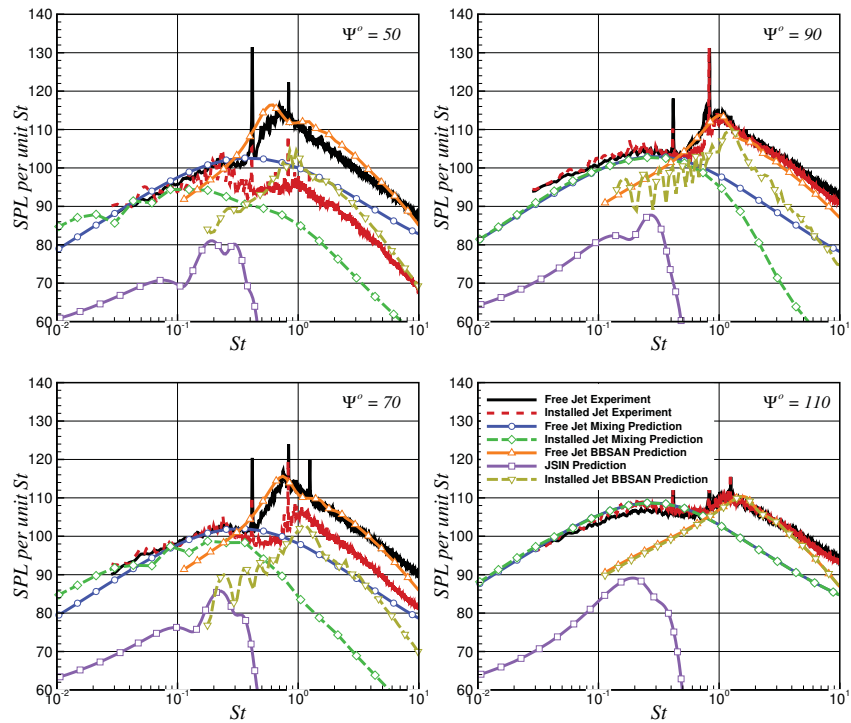 SPL per unit St
140
130
120
110
100
90
80
70
60
Ψ° = 50
10⁻² 10⁻¹ 10⁰ 10¹
St
SPL per unit St
140
130
120
110
100
90
80
70
60
Ψ° = 90
10⁻² 10⁻¹ 10⁰ 10¹
St
SPL per unit St
140
130
120
110
100
90
80
70
60
Ψ° = 70
10⁻² 10⁻¹ 10⁰ 10¹
St
SPL per unit St
140
130
120
110
100
90
80
70
60
Ψ° = 110
Free Jet Experiment
Installed Jet Experiment
Free Jet Mixing Prediction
Installed Jet Mixing Prediction
Free Jet BBSAN Prediction
JSIN Prediction
Installed Jet BBSAN Prediction
10⁻² 10⁻¹ 10⁰ 10¹
St